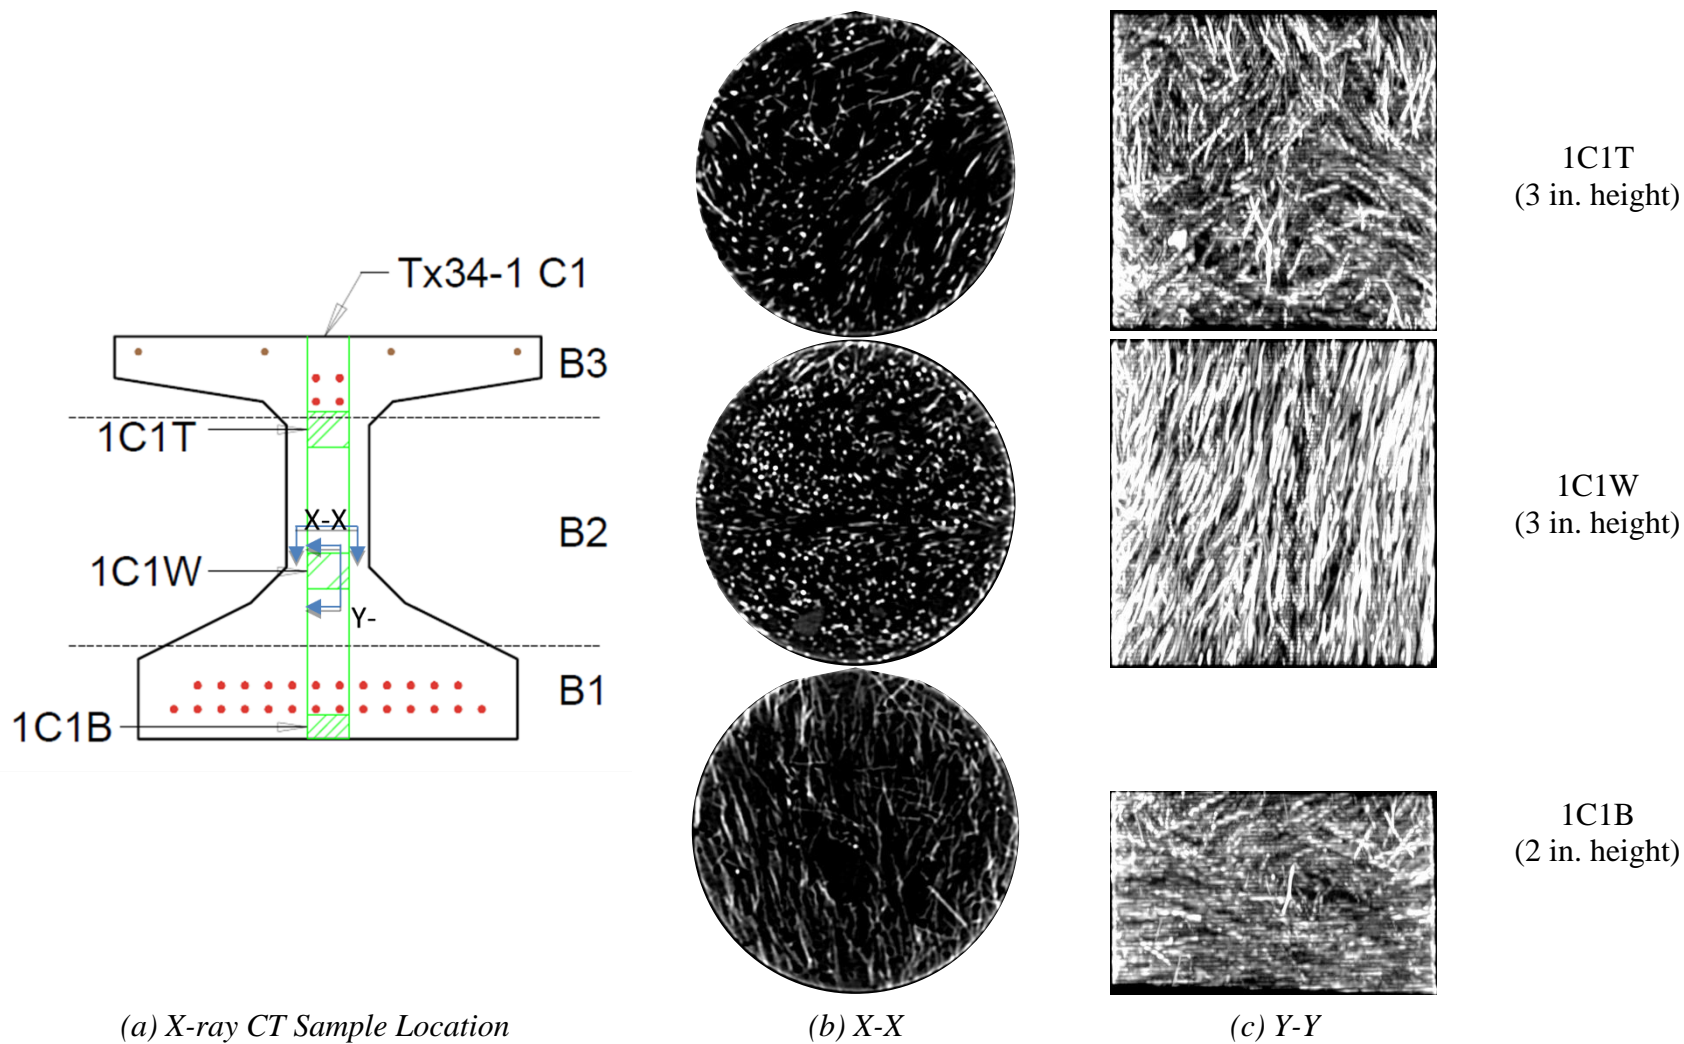 Tx34-1 C1
B3
1C1T
X-X
B2
1C1W
Y-
B1
1C1B
1C1T
(3 in. height)
1C1W
(3 in. height)
1C1B
(2 in. height)
(a) X-ray CT Sample Location
(b) X-X
(c) Y-Y